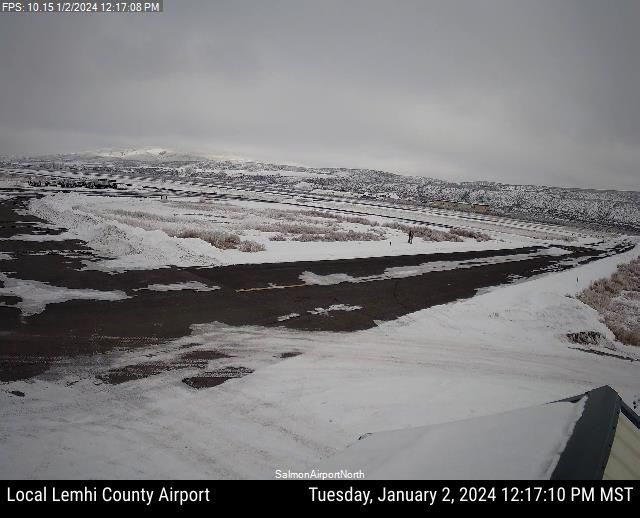 FPS: 10.15 1/2/2024 12:17:08 PM
SalmonAirportNorth
Local Lemhi County Airport Tuesday, January 2, 2024 12:17:10 PM MST